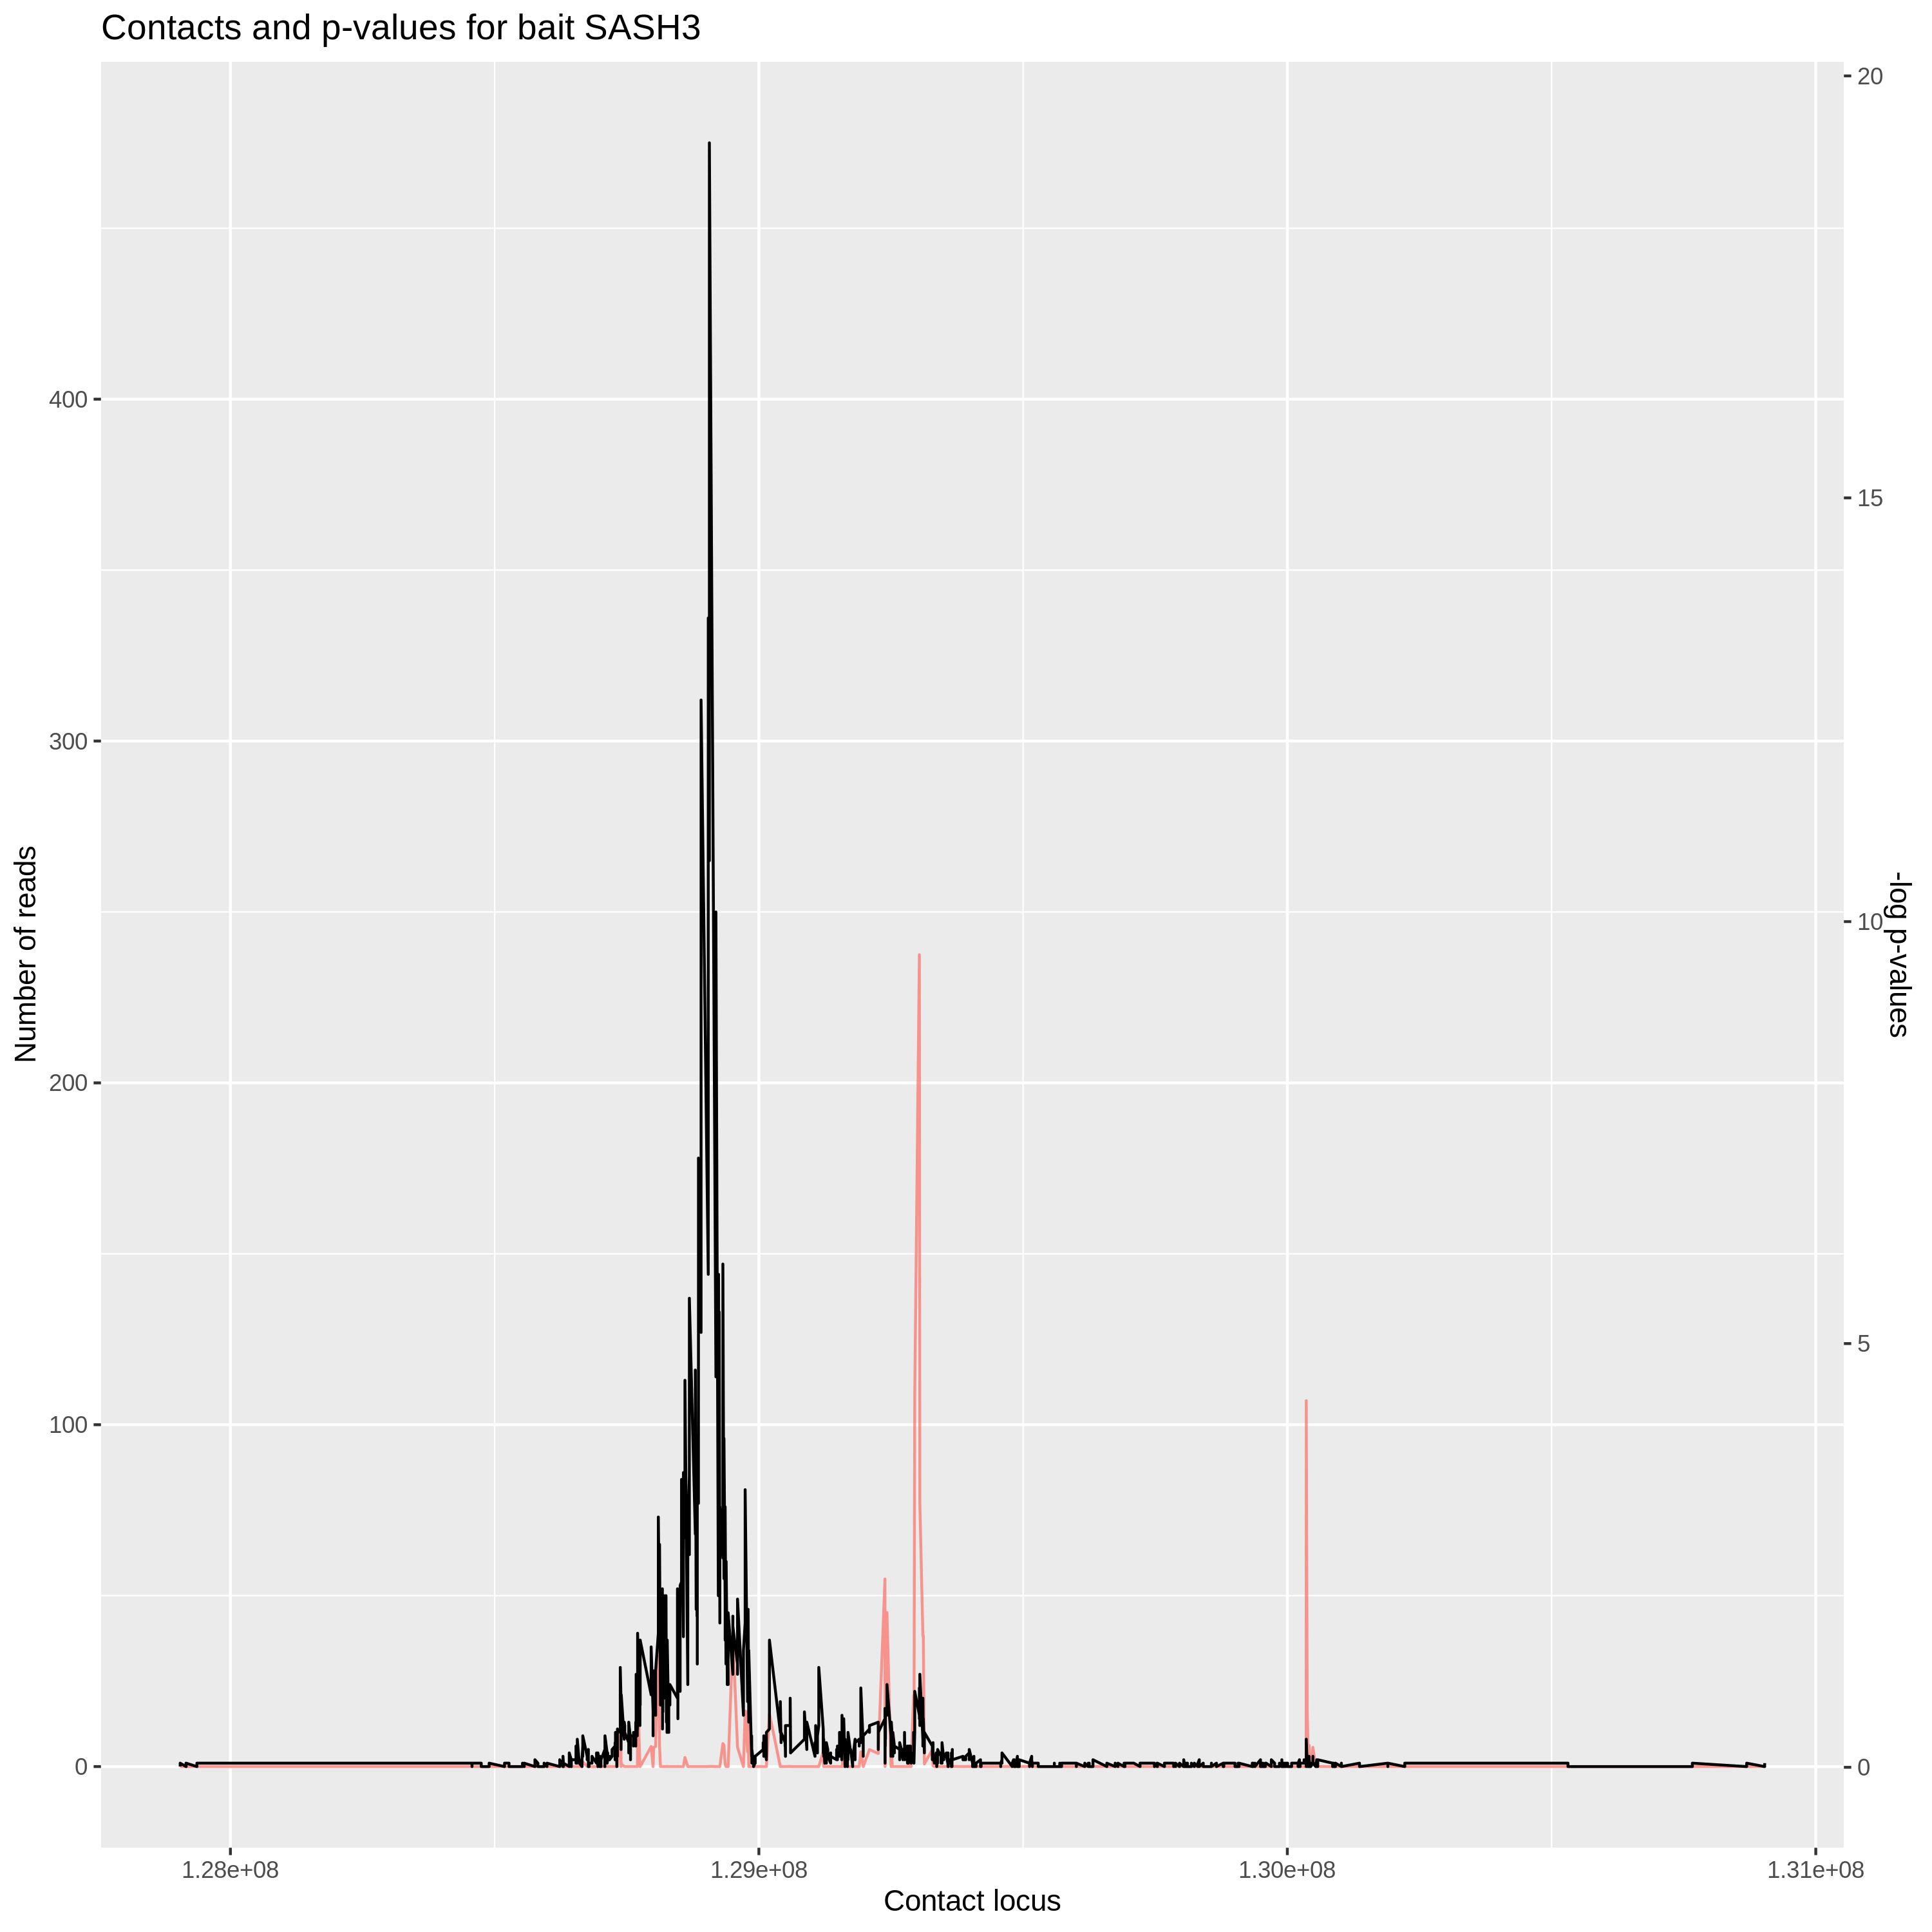 Contacts and p-values for bait SASH3
Number of reads
400
300
200
100
0
20
15
10
5
0
-log p-values
1.28e+08
1.29e+08
1.30e+08
1.31e+08
Contact locus